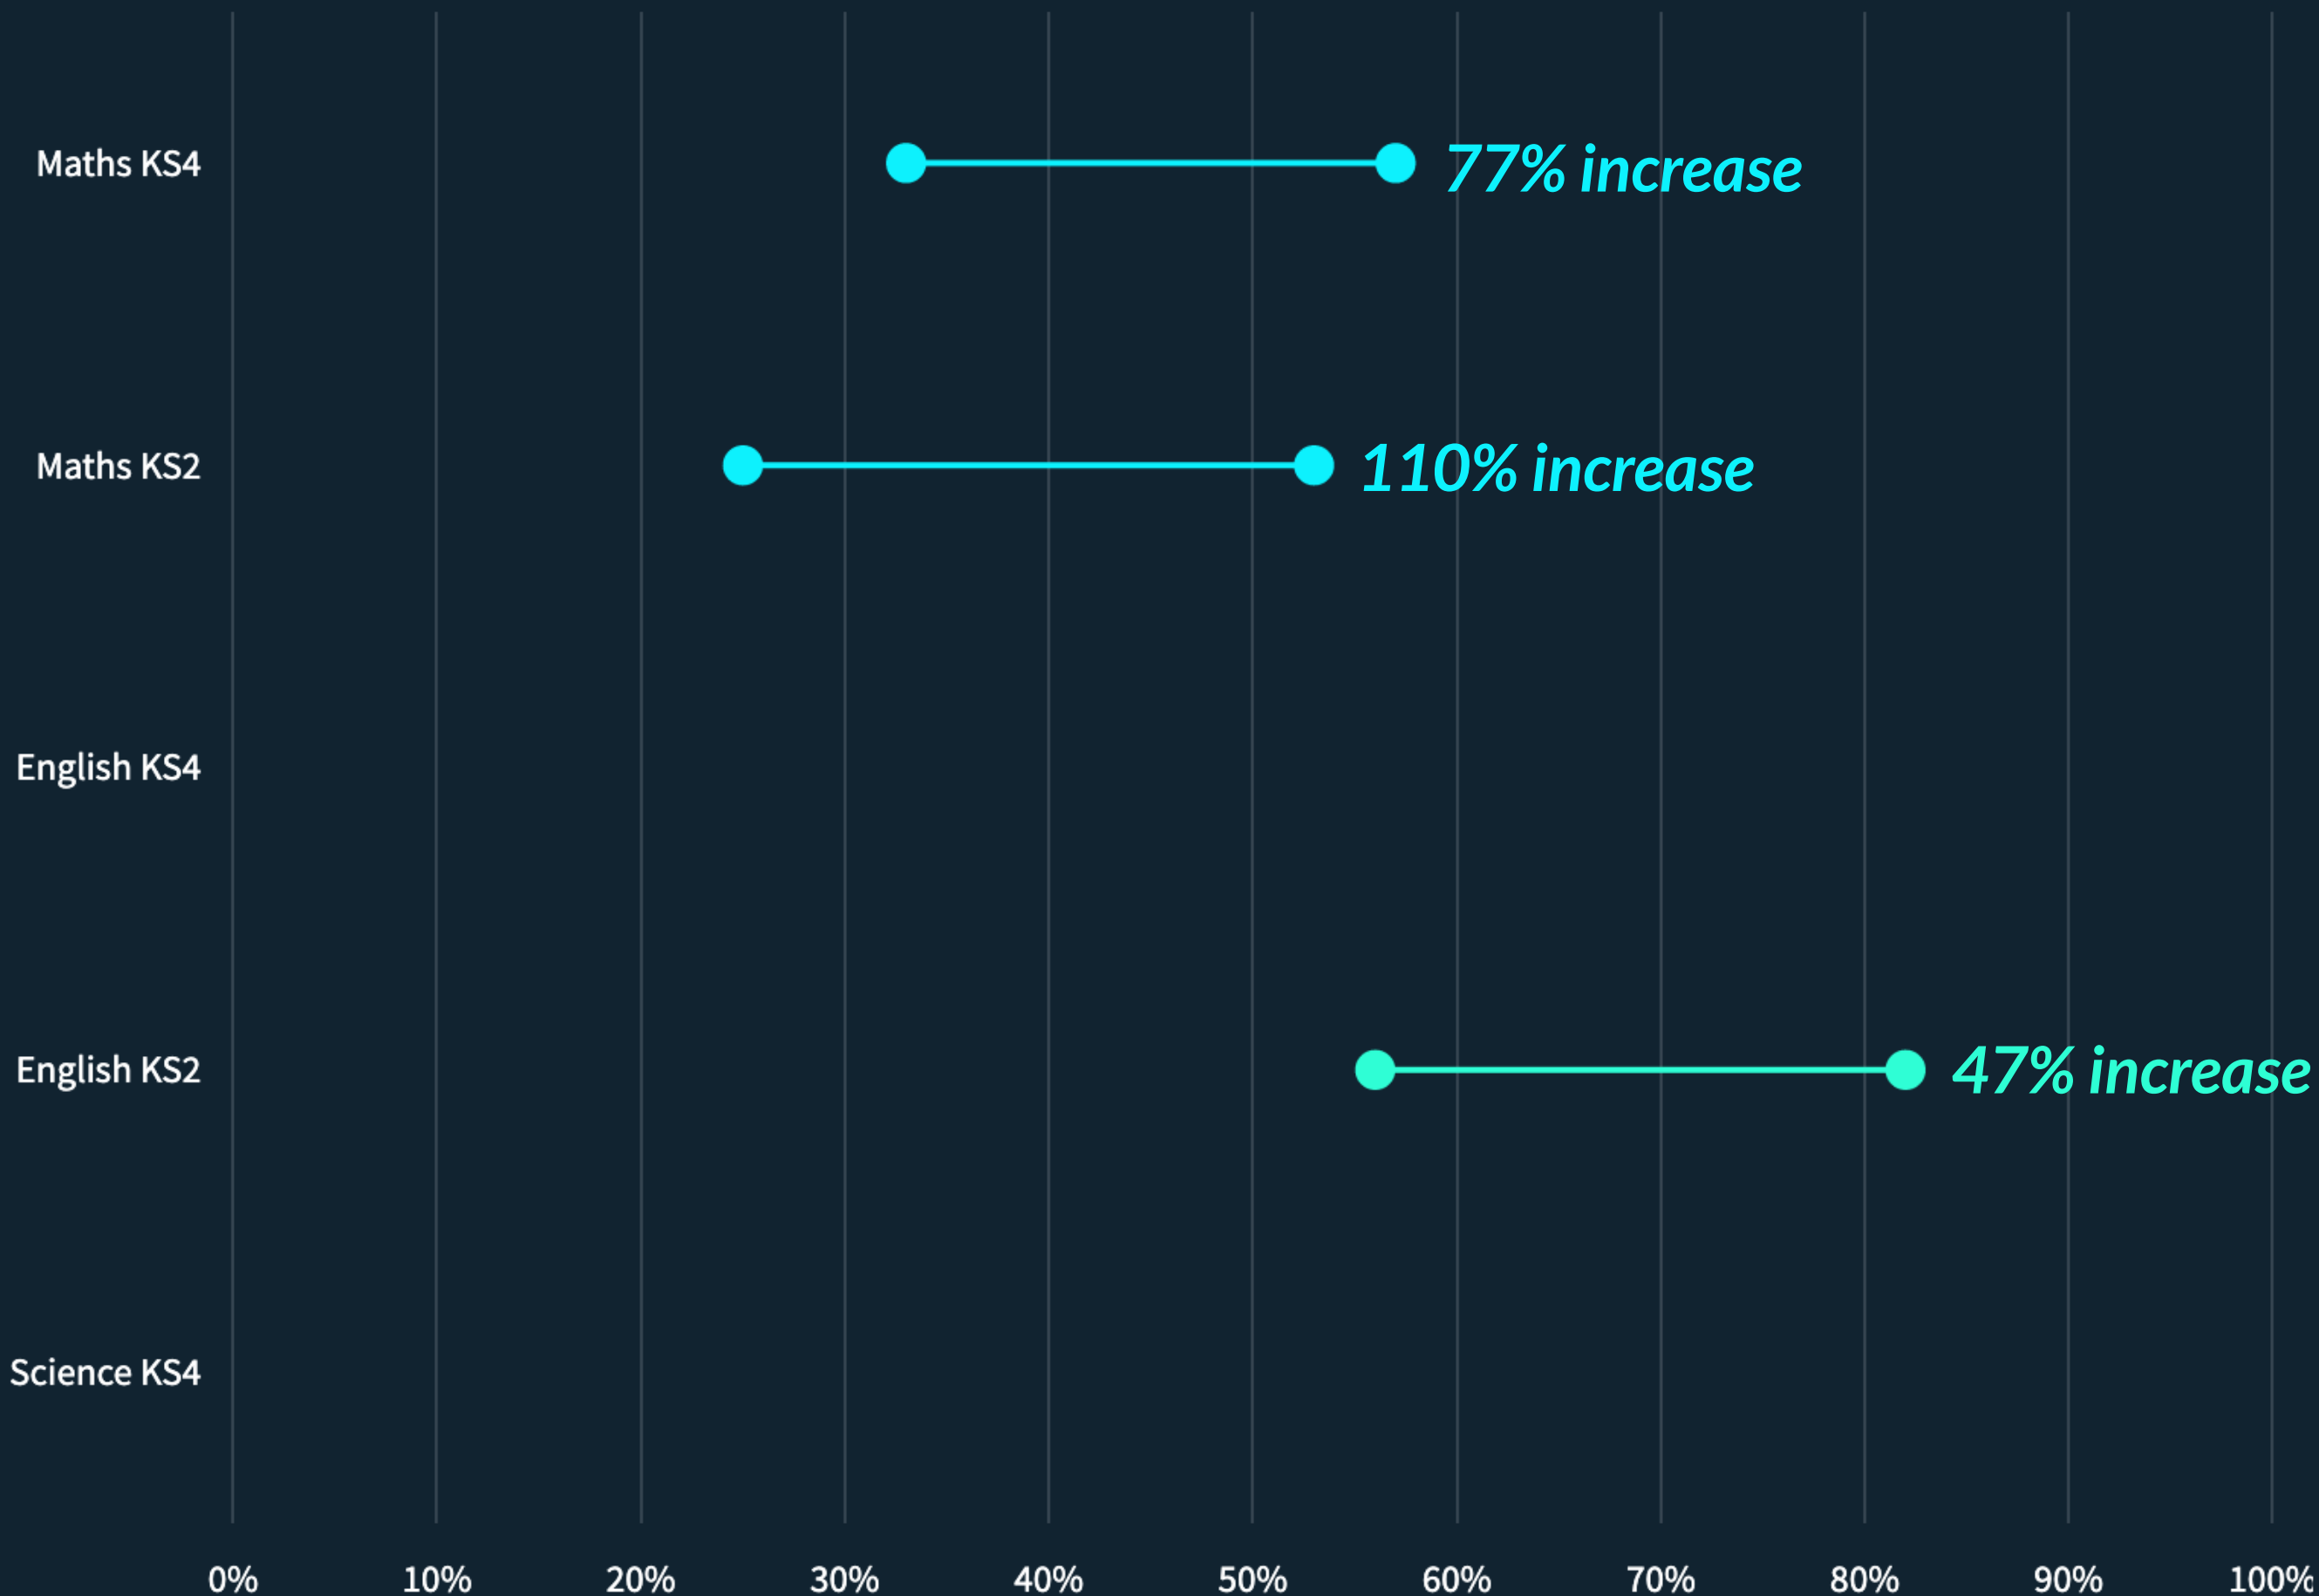 Maths KS4
77% increase
Maths KS2
110% increase
English KS4
English KS2
47% increase
Science KS4
0% 10% 20% 30% 40% 50% 60% 70% 80% 90% 100%